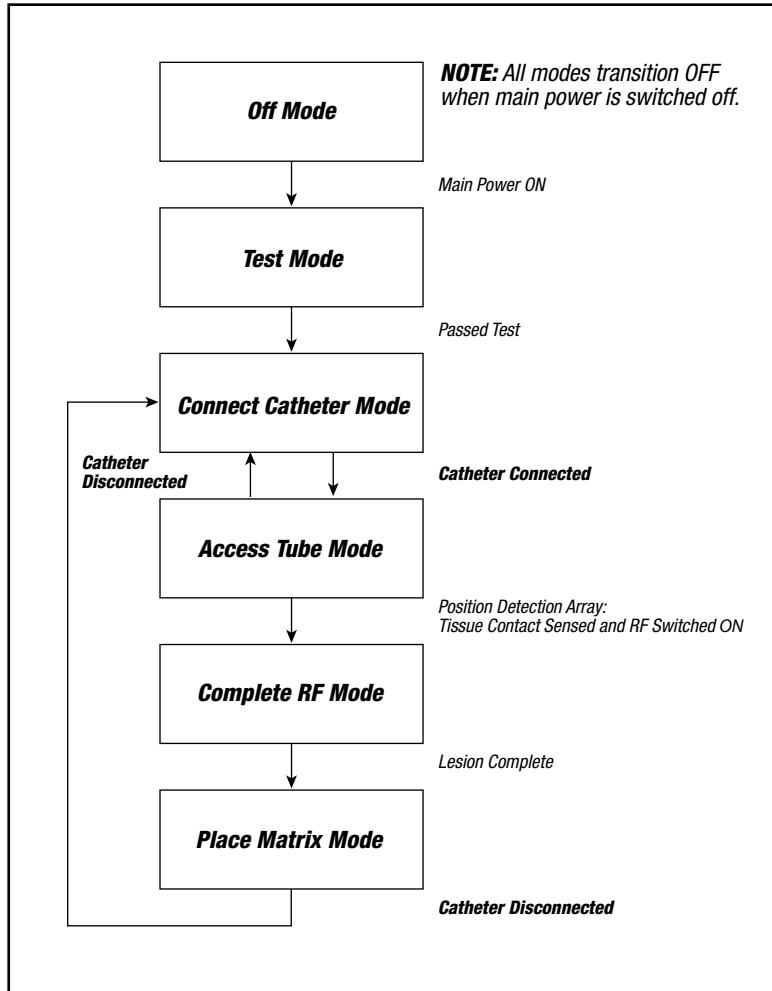 Off Mode
NOTE: All modes transition OFF
when main power is switched off.
Main Power ON
Test Mode
Passed Test
Connect Catheter Mode
Catheter
Disconnected
Catheter Connected
Access Tube Mode
Position Detection Array:
Tissue Contact Sensed and RF Switched ON
Complete RF Mode
Lesion Complete
Place Matrix Mode
Catheter Disconnected